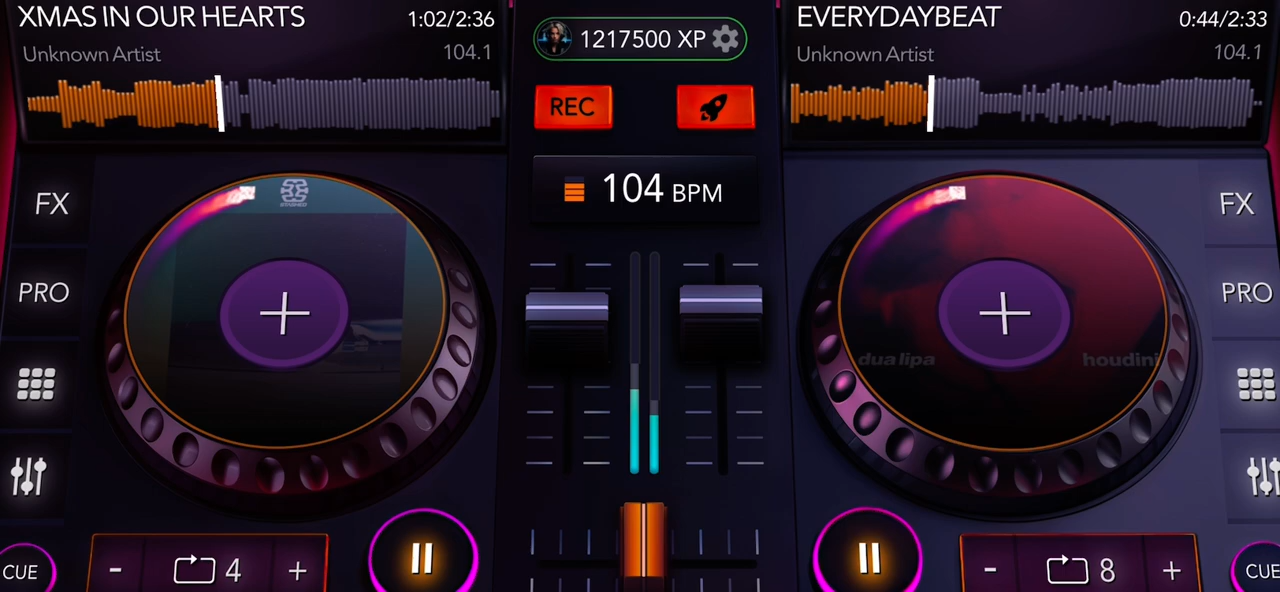 XMAS IN OUR HEARTS
1:02/2:36
Unknown Artist
104.1
1217500 XP
REC
104 BPM
EVERYDAYBEAT
0:44/2:33
Unknown Artist
104.1
FX
PRO
FX
PRO
dua lipa
houdini
CUE
- 4 +
- 8 +
CUE